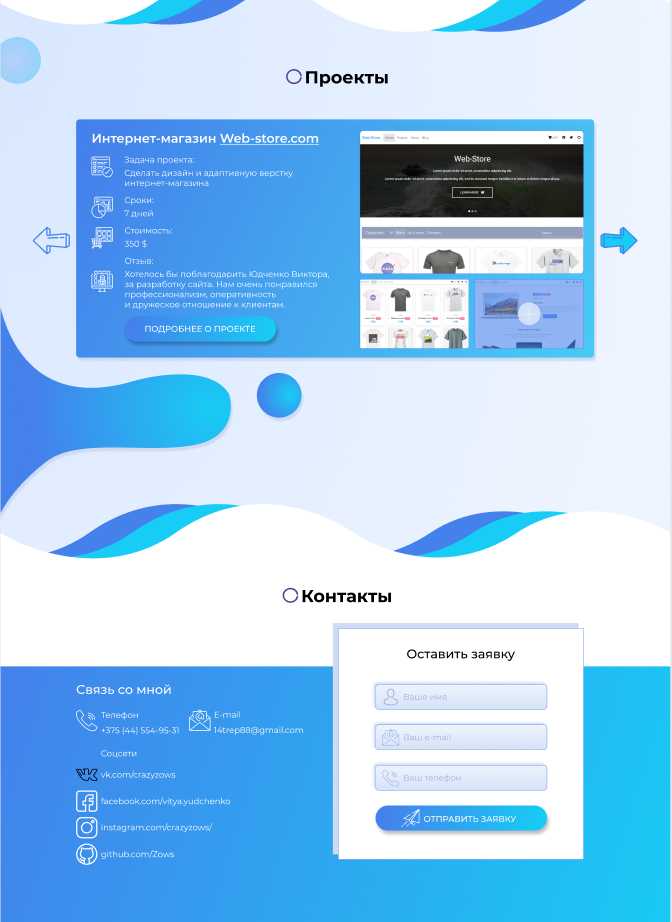 Проекты
Интернет-магазин Web-store.com
Задача проекта:
Сделать дизайн и адаптивную верстку
интернет-магазина
Сроки:
7 дней
Стоимость:
350 $
Отзыв:
Хотелось бы поблагодарить Юдченко Виктора,
за разработку сайта. Нам очень понравился
профессионализм, оперативность
и дружеское отношение к клиентам.
ПОДРОБНЕЕ О ПРОЕКТЕ
Web-Store
Web-Store
LEARN MORE
Categories
Контакты
Оставить заявку
Ваше имя
Ваш e-mail
Ваш телефон
ОТПРАВИТЬ ЗАЯВКУ
Связь со мной
Телефон
+375 (44) 554-95-31
E-mail
14trep88@gmail.com
Соцсети
vk.com/crazyzows
facebook.com/vitya.yudchenko
instagram.com/crazyzows/
github.com/Zows